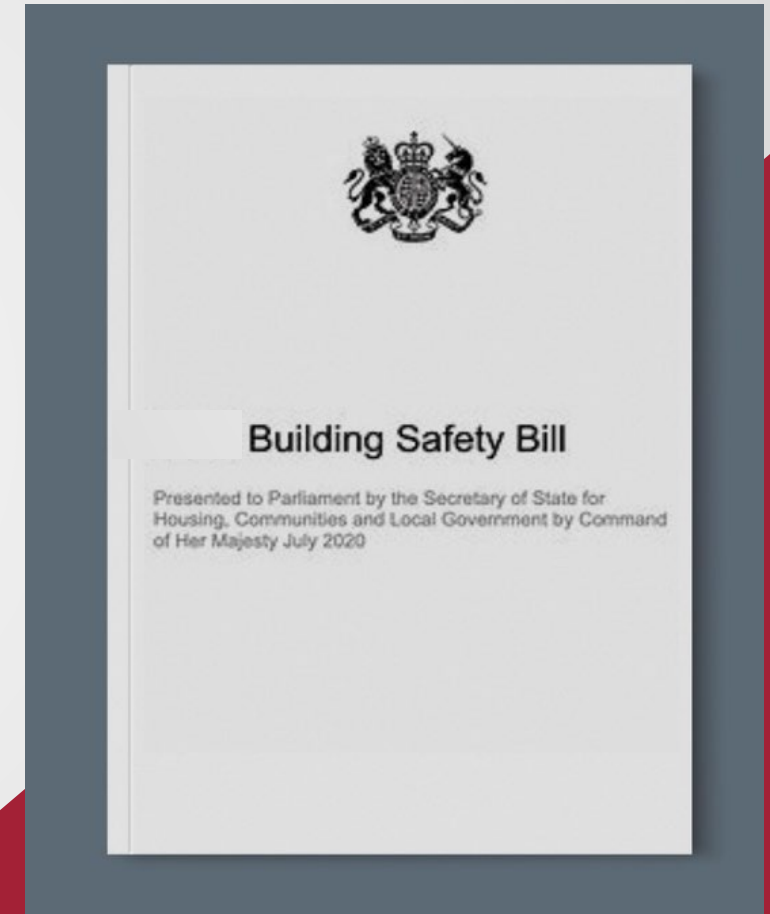 Building Safety Bill
Presented to Parliament by the Secretary of State for
Housing, Communities and Local Government by Command
of Her Majesty July 2020